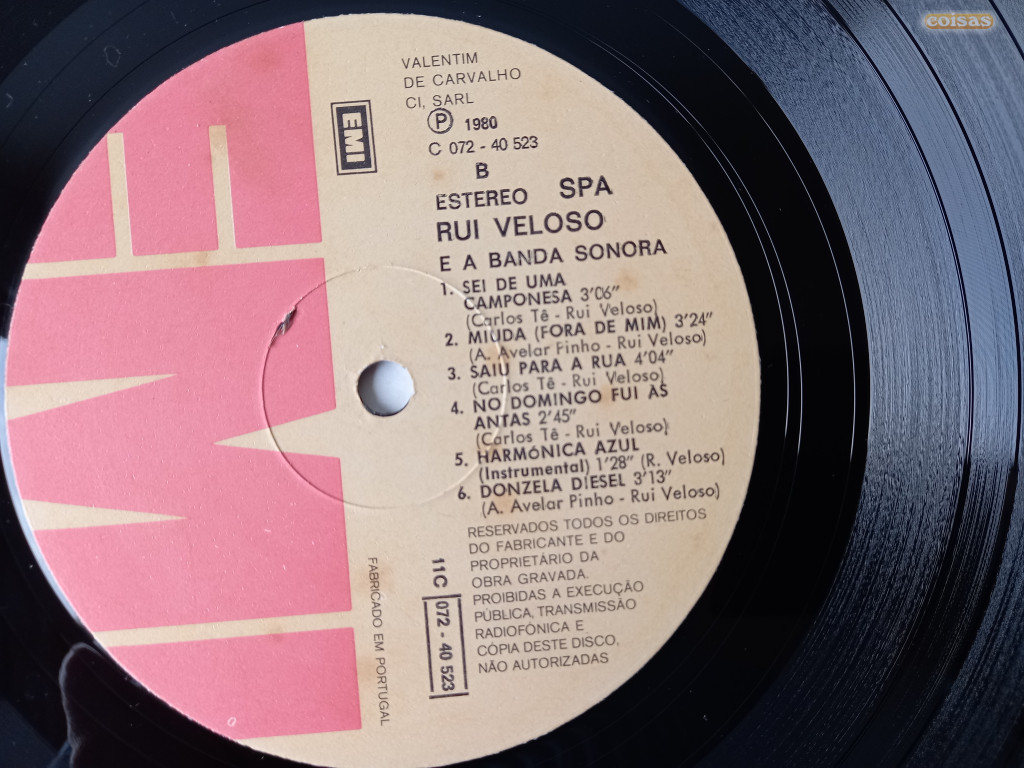 coisas
VALENTIM
DE CARVALHO
CI, SARL
Ⓟ 1980
C 072 - 40 523
EMI
B
ESTEREO SPA
RUI VELOSO
E A BANDA SONORA
1. SEI DE UMA
CAMPONESA 3'06"
(Carlos Tê - Rui Veloso)
2. MIUDA (FORA DE MIM) 3'24"
(A. Avelar Pinho - Rui Veloso)
3. SAIU PARA A RUA 4'04"
(Carlos Tê - Rui Veloso)
4. NO DOMINGO FUI ÀS
ANTAS 2'45"
(Carlos Tê - Rui Veloso)
5. HARMÓNICA AZUL
(Instrumental) 1'28" (R. Veloso)
6. DONZELA DIESEL 3'13"
(A. Avelar Pinho - Rui Veloso)
RESERVADOS TODOS OS DIREITOS
DO FABRICANTE E DO
PROPRIETÁRIO DA
OBRA GRAVADA.
PROIBIDAS A EXECUÇÃO
PÚBLICA, TRANSMISSÃO
RADIOFÓNICA E
CÓPIA DESTE DISCO,
NÃO AUTORIZADAS
11C 072 - 40 523
FABRICADO EM PORTUGAL
EMI